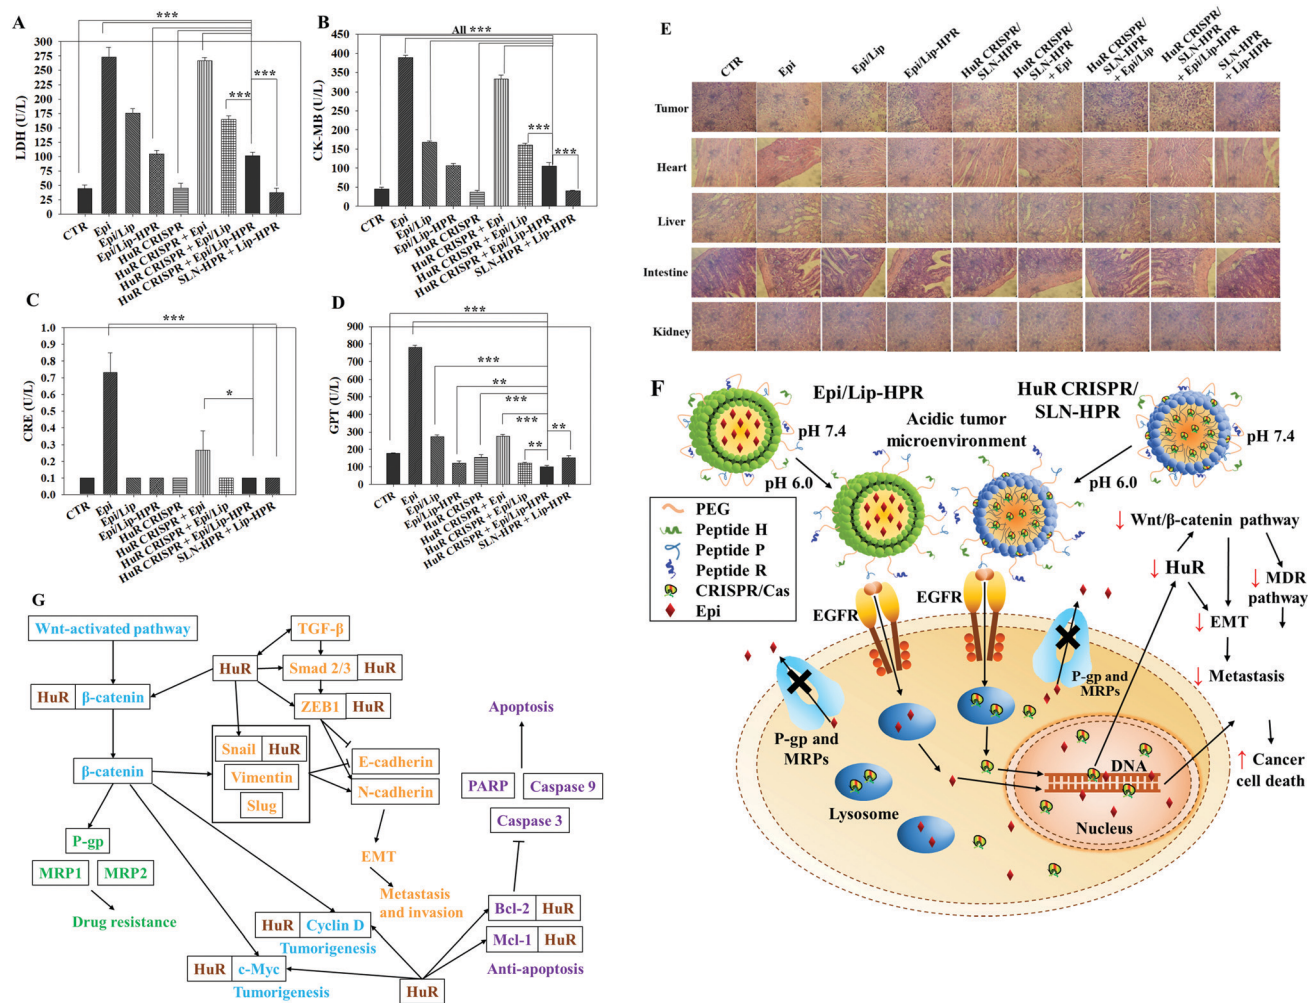 A
***
***
***
LDH (U/L)
300
275
250
225
200
175
150
125
100
75
50
25
0
CTR
Epi
Epi/Lip
Epi/Lip-HPR
HuR CRISPR
HuR CRISPR + Epi
HuR CRISPR + Epi/Lip
HuR CRISPR + Epi/Lip-HPR
SLN-HPR + Lip-HPR
B
All ***
***
***
CK-MB (U/L)
450
400
350
300
250
200
150
100
50
0
CTR
Epi
Epi/Lip
Epi/Lip-HPR
HuR CRISPR
HuR CRISPR + Epi
HuR CRISPR + Epi/Lip
HuR CRISPR + Epi/Lip-HPR
SLN-HPR + Lip-HPR
C
***
*
CRE (U/L)
1.0
0.9
0.8
0.7
0.6
0.5
0.4
0.3
0.2
0.1
0.0
CTR
Epi
Epi/Lip
Epi/Lip-HPR
HuR CRISPR
HuR CRISPR + Epi
HuR CRISPR + Epi/Lip
HuR CRISPR + Epi/Lip-HPR
SLN-HPR + Lip-HPR
D
***
***
**
***
***
**
**
GPT (U/L)
900
800
700
600
500
400
300
200
100
0
CTR
Epi
Epi/Lip
Epi/Lip-HPR
HuR CRISPR
HuR CRISPR + Epi
HuR CRISPR + Epi/Lip
HuR CRISPR + Epi/Lip-HPR
SLN-HPR + Lip-HPR
E
CTR
Epi
Epi/Lip
Epi/Lip-HPR
HuR CRISPR/
SLN-HPR
HuR CRISPR/
SLN-HPR
+ Epi
HuR CRISPR/
SLN-HPR
+ Epi/Lip
HuR CRISPR/
SLN-HPR
+ Epi/Lip-HPR
SLN-HPR
+ Lip-HPR
Tumor
Heart
Liver
Intestine
Kidney
F
Epi/Lip-HPR
HuR CRISPR/
SLN-HPR
pH 7.4
Acidic tumor
microenvironment
pH 7.4
pH 6.0
pH 6.0
PEG
Peptide H
Peptide P
Peptide R
CRISPR/Cas
Epi
EGFR
EGFR
↓ Wnt/β-catenin pathway
↓ HuR
↓ MDR
pathway
↓ EMT
↓ Metastasis
↑ Cancer
cell death
P-gp and
MRPs
P-gp and
MRPs
DNA
Nucleus
Lysosome
G
Wnt-activated pathway
TGF-β
HuR
Smad 2/3 HuR
HuR β-catenin
ZEB1 HuR
Snail HuR
Vimentin
Slug
β-catenin
E-cadherin
N-cadherin
Apoptosis
PARP
Caspase 9
Caspase 3
P-gp
MRP1
MRP2
Drug resistance
EMT
Metastasis
and invasion
HuR Cyclin D
Tumorigenesis
HuR c-Myc
Tumorigenesis
Bcl-2 HuR
Mcl-1 HuR
Anti-apoptosis
HuR